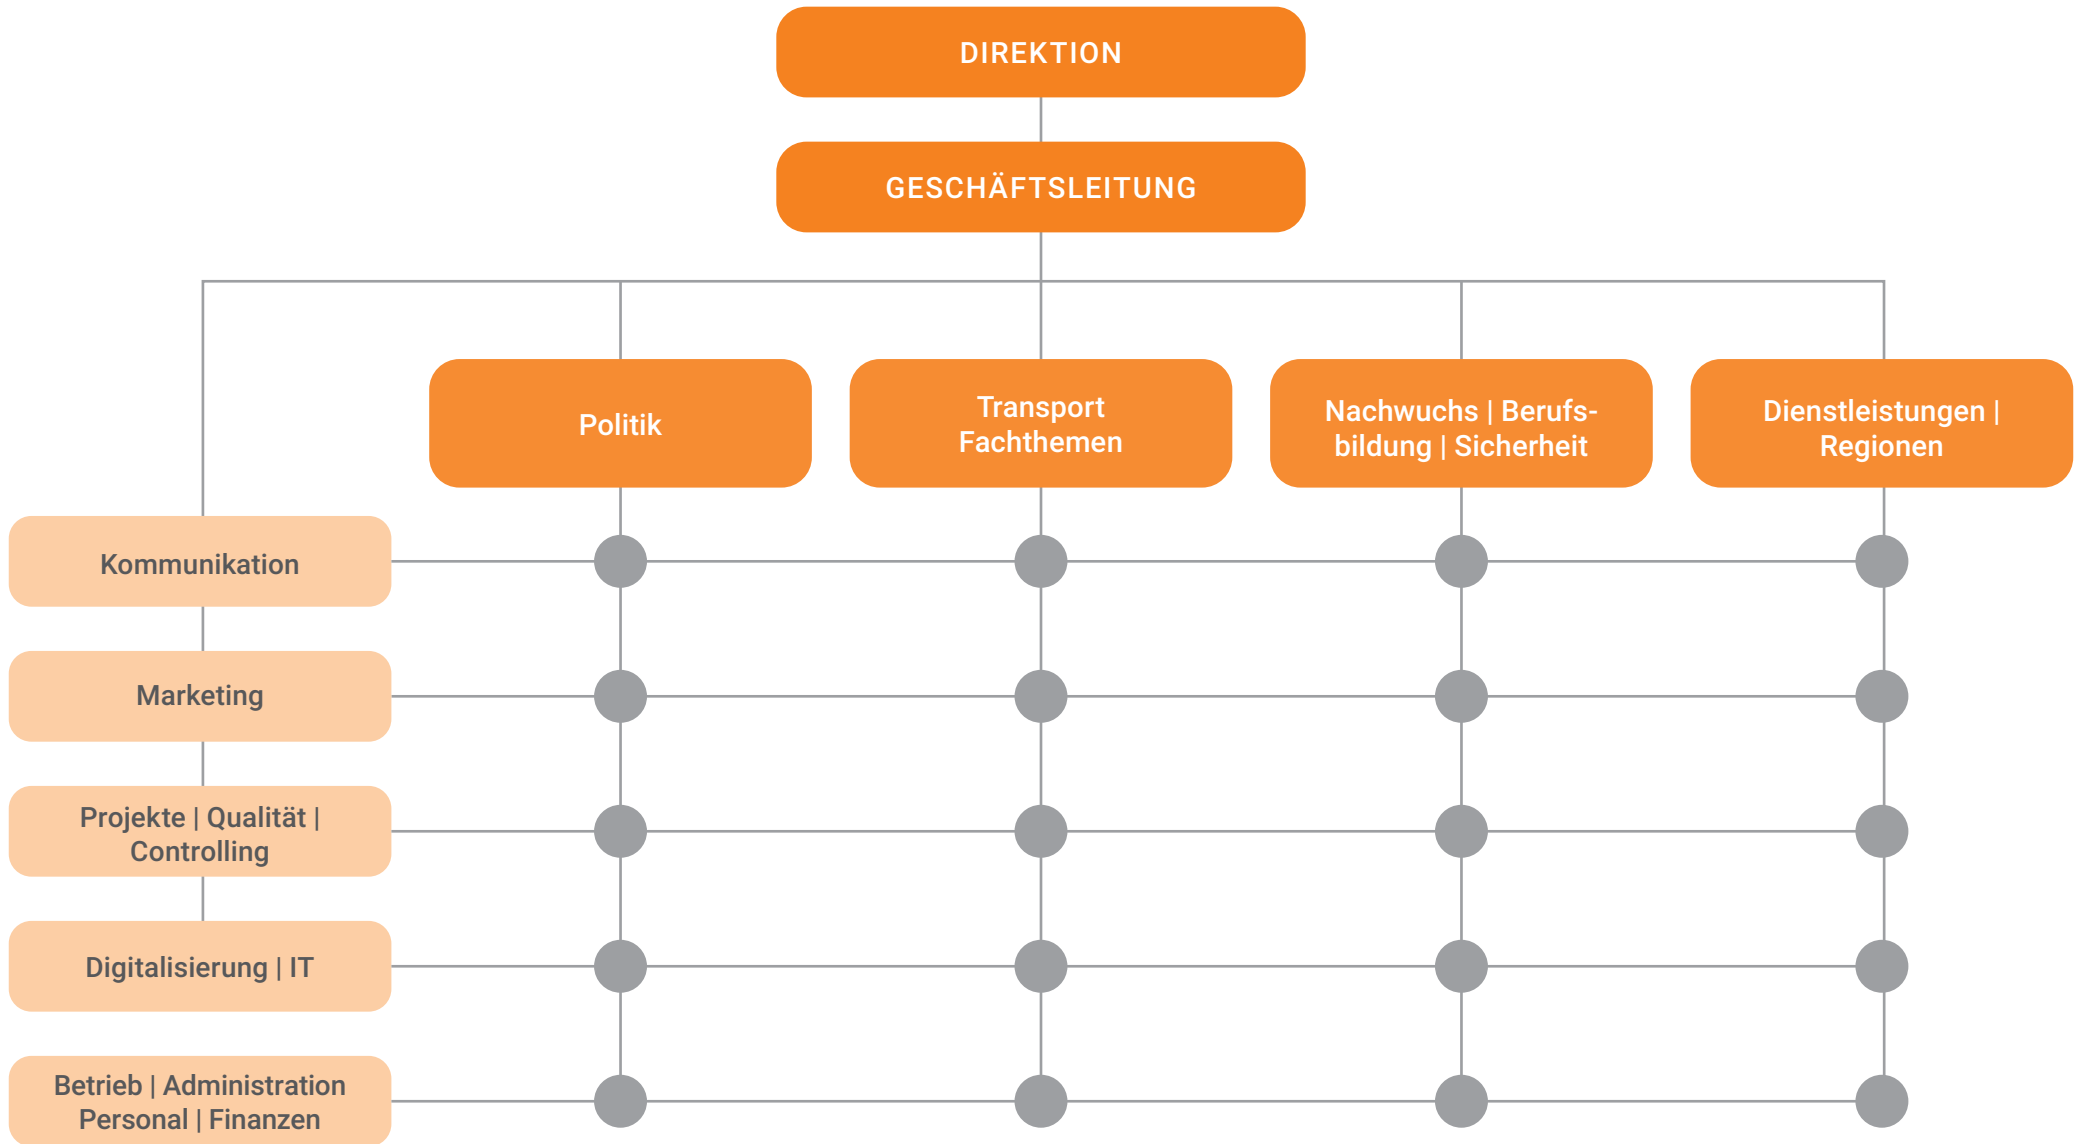 DIREKTION
GESCHÄFTSLEITUNG
Politik
Transport
Fachthemen
Nachwuchs | Berufs-
bildung | Sicherheit
Dienstleistungen |
Regionen
Kommunikation
Marketing
Projekte | Qualität |
Controlling
Digitalisierung | IT
Betrieb | Administration
Personal | Finanzen